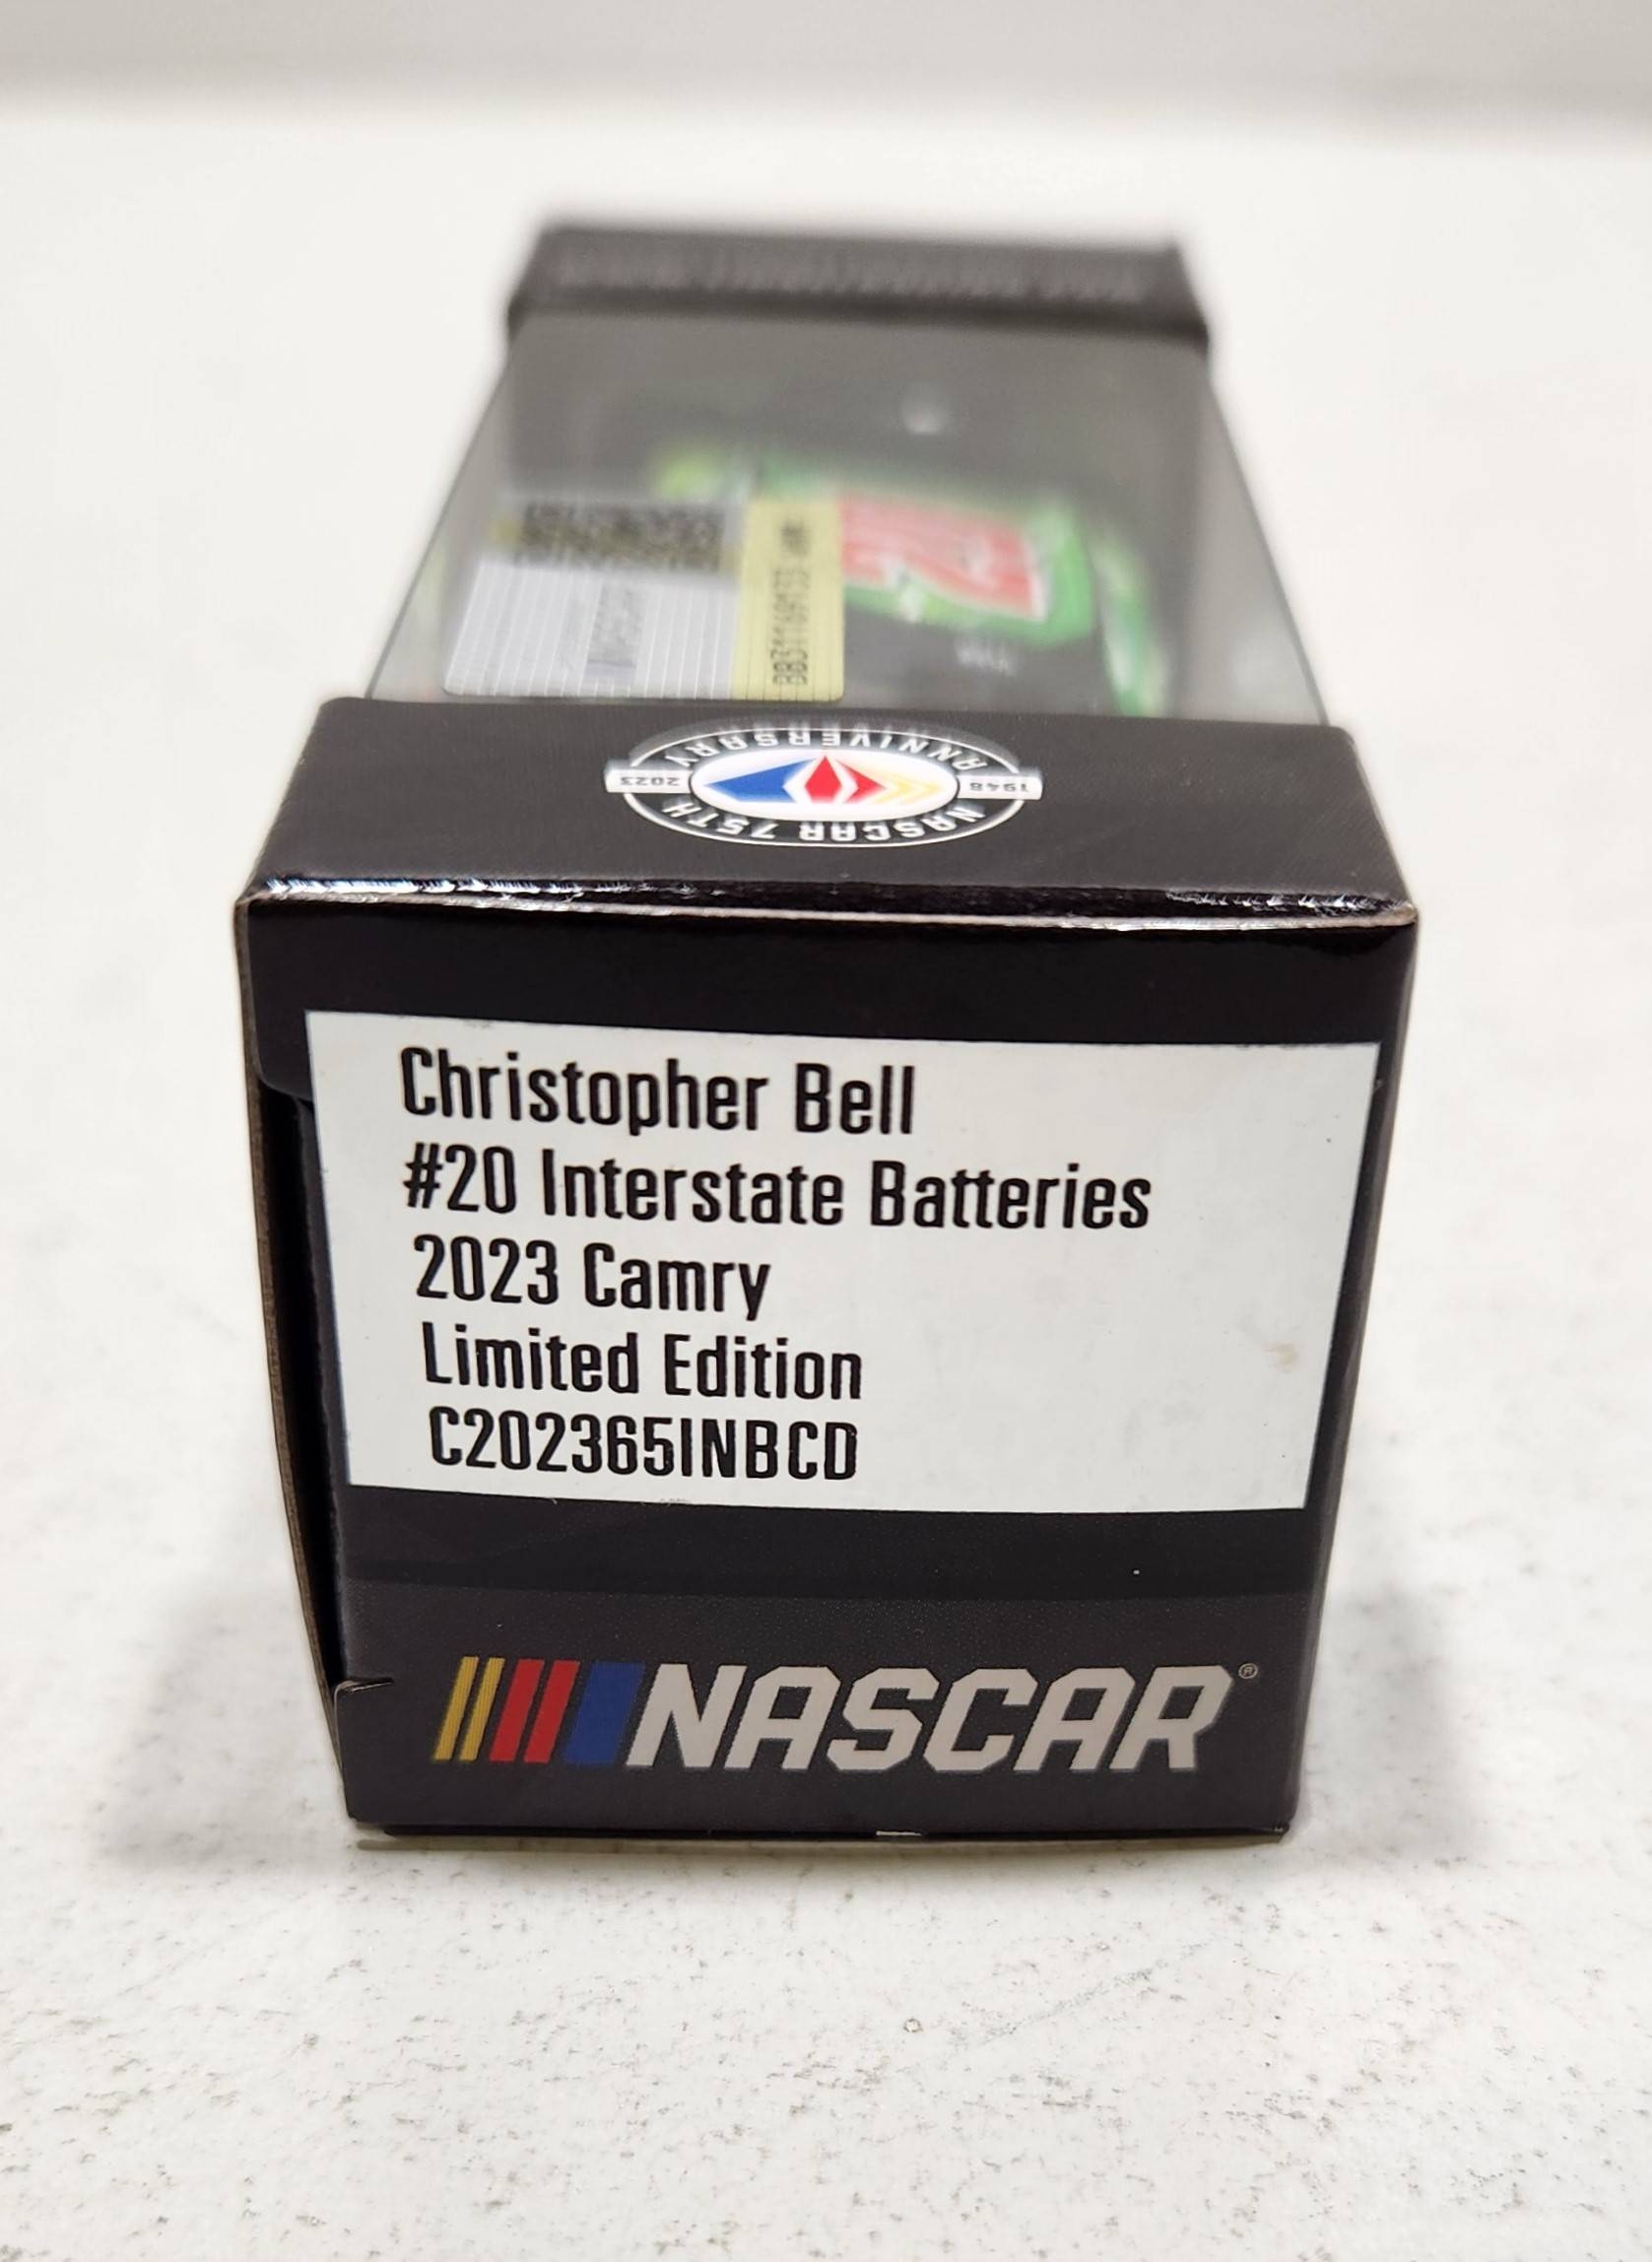 NASCAR 75TH ANNIVERSARY
1948 2023
Christopher Bell
#20 Interstate Batteries
2023 Camry
Limited Edition
C202365INBCD
NASCAR®